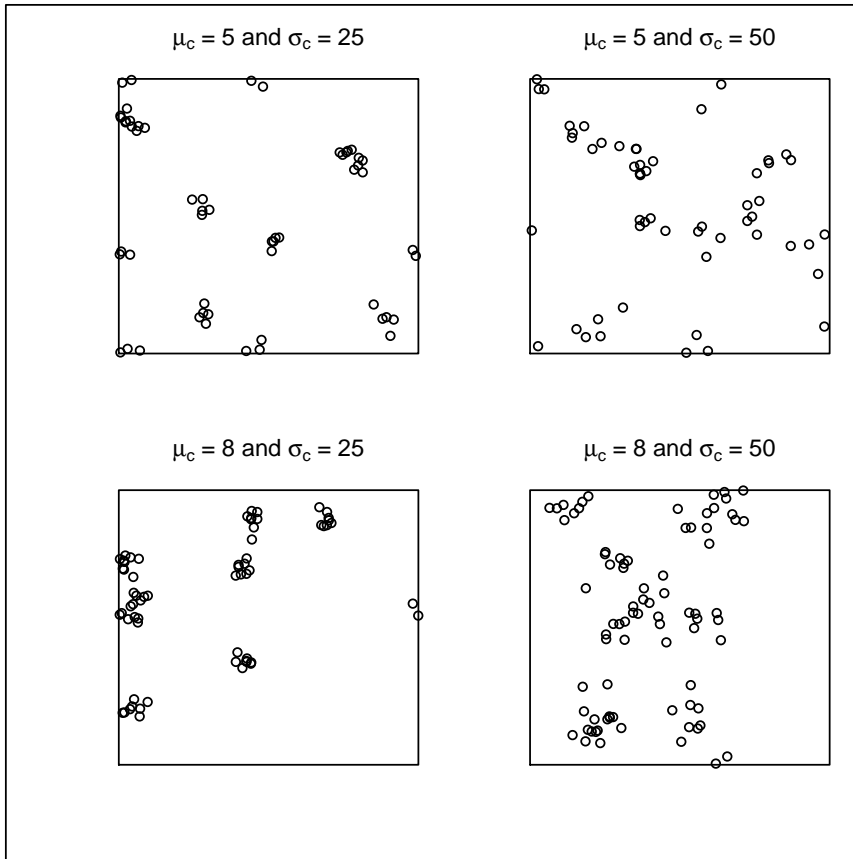 μc = 5 and σc = 25
μc = 5 and σc = 50
μc = 8 and σc = 25
μc = 8 and σc = 50